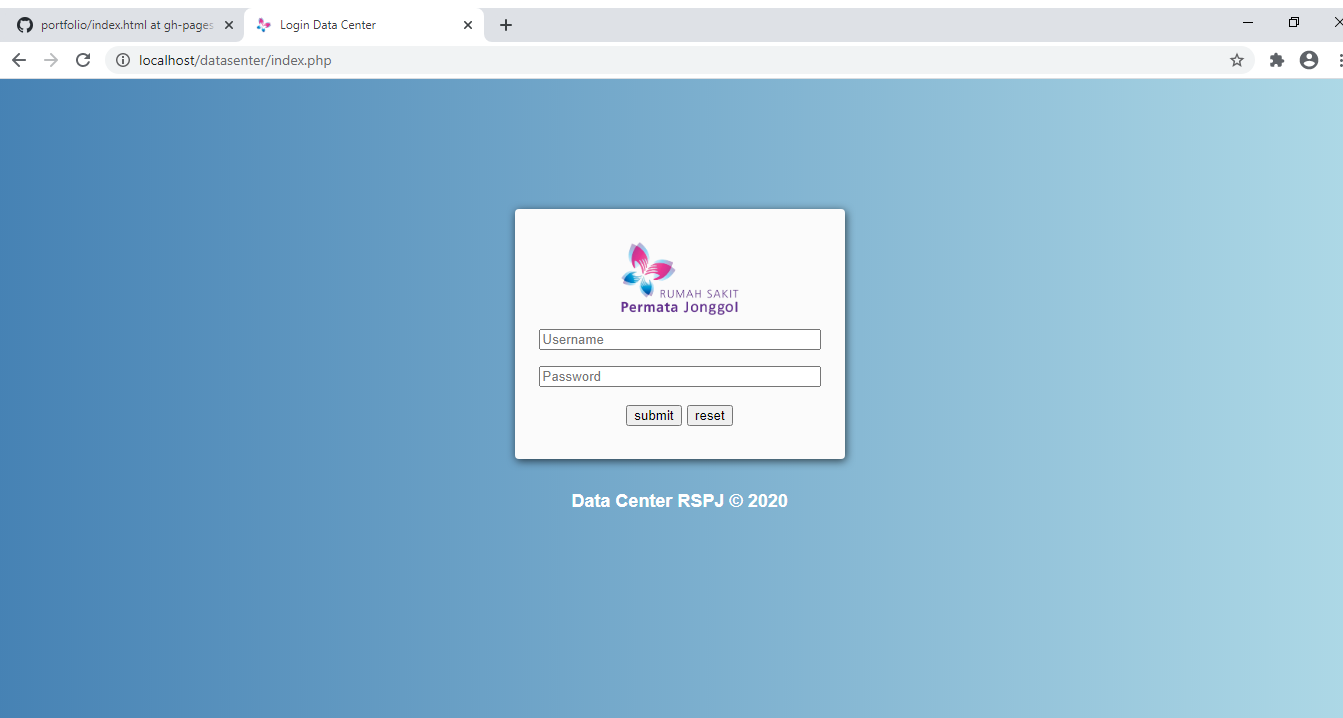 portfolio/index.html at gh-pages
Login Data Center
localhost/datasenter/index.php
RUMAH SAKIT
Permata Jonggol
Username
Password
submit reset
Data Center RSPJ © 2020